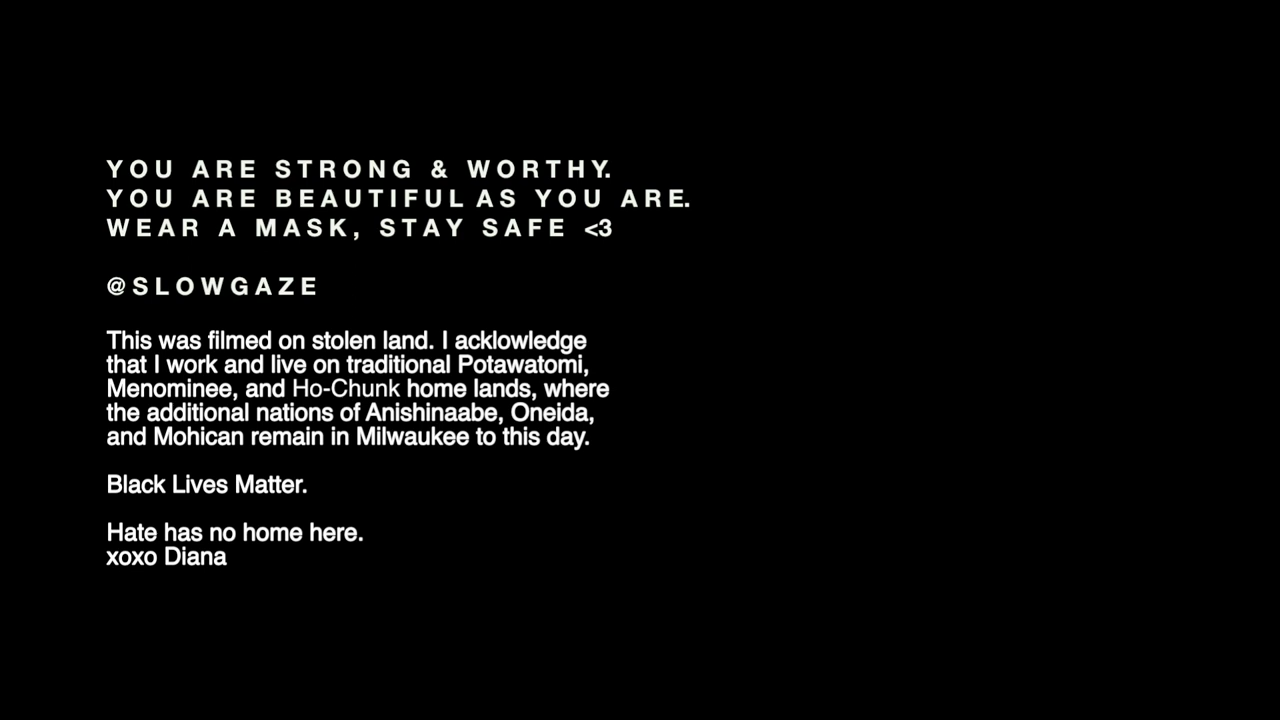 YOU ARE STRONG & WORTHY.
YOU ARE BEAUTIFUL AS YOU ARE.
WEAR A MASK, STAY SAFE <3
@SLOWGAZE
This was filmed on stolen land. I acklowledge
that I work and live on traditional Potawatomi,
Menominee, and Ho-Chunk home lands, where
the additional nations of Anishinaabe, Oneida,
and Mohican remain in Milwaukee to this day.
Black Lives Matter.
Hate has no home here.
xoxo Diana